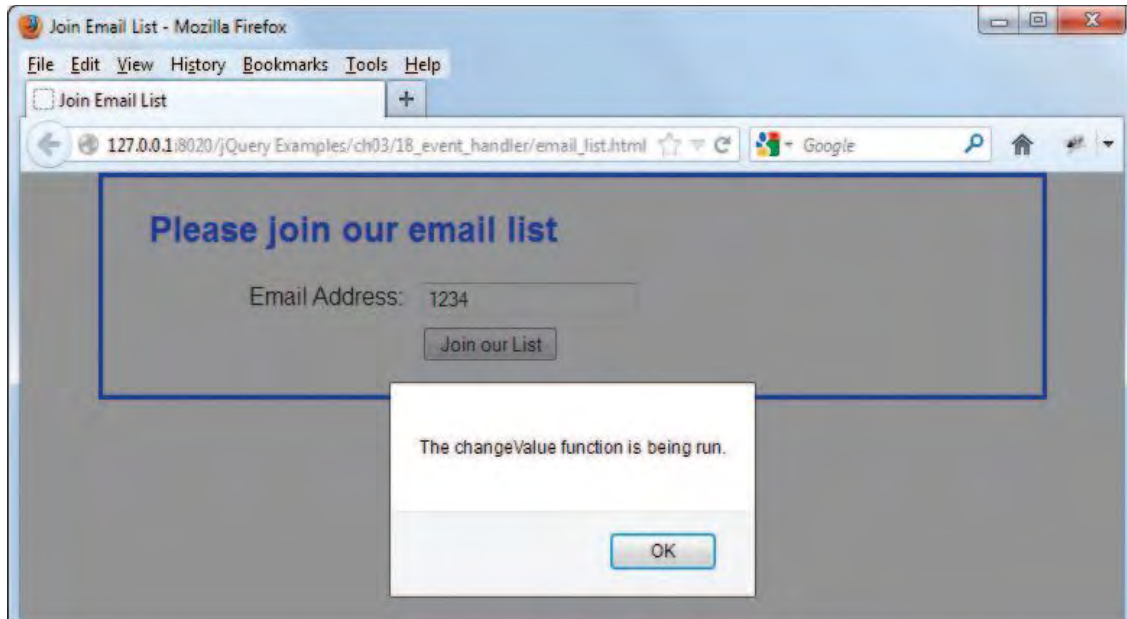 Join Email List - Mozilla Firefox
File Edit View History Bookmarks Tools Help
Join Email List
127.0.0.1:8020/jQuery Examples/ch03/18_event_handler/email_list.html
Google
Please join our email list
Email Address: 1234
Join our List
The changeValue function is being run.
OK